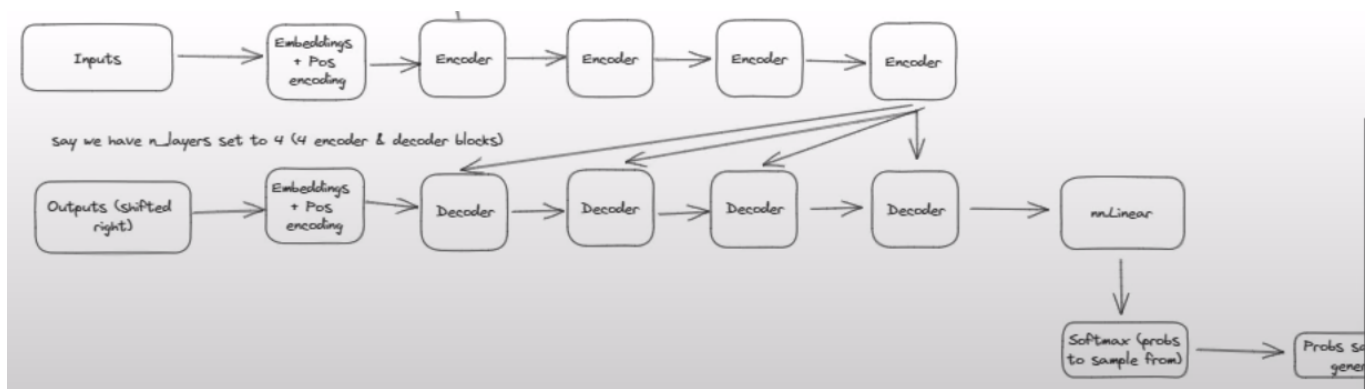 Inputs
Embeddings
+ Pos
encoding
Encoder
Encoder
Encoder
Encoder
say we have n_layers set to 4 (4 encoder & decoder blocks)
Outputs (shifted
right)
Embeddings
+ Pos
encoding
Decoder
Decoder
Decoder
Decoder
nn.Linear
Softmax (probs
to sample from)
Probs